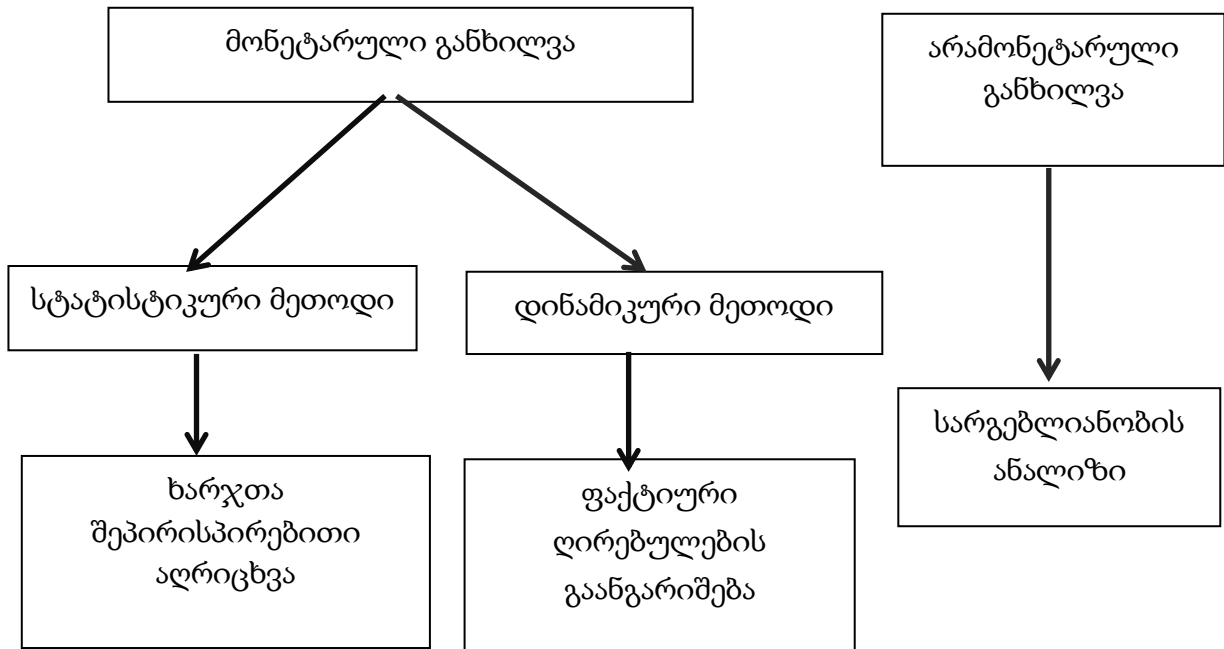 მონეტარული განხილვა
არამონეტარული
განხილვა
სტატისტიკური მეთოდი
დინამიკური მეთოდი
სარგებლიანობის
ანალიზი
ხარჯთა
შეპირისპირებითი
აღრიცხვა
ფაქტიური
ღირებულების
გაანგარიშება